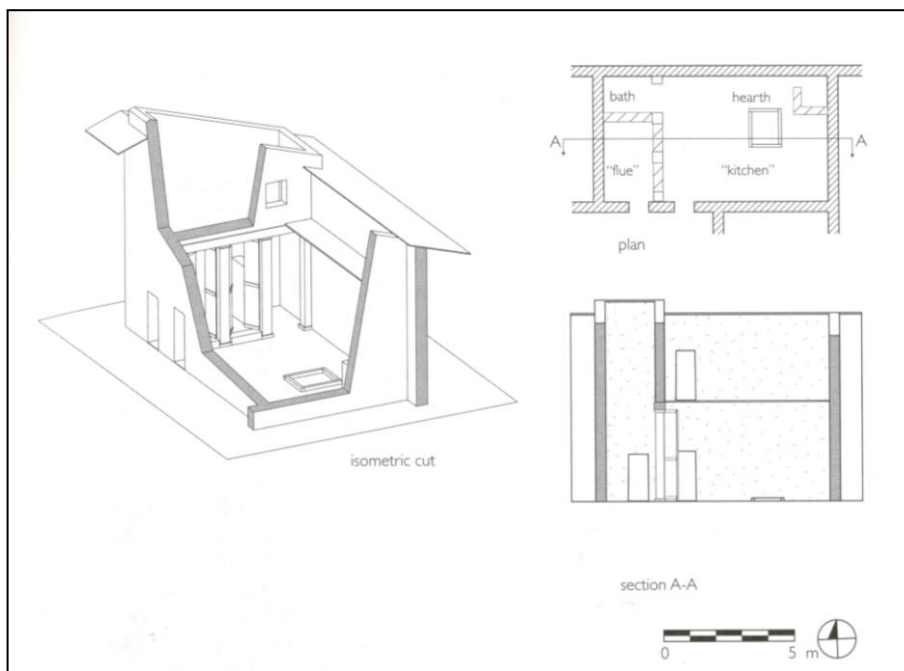 bath
hearth
A
A
"flue"
"kitchen"
plan
isometric cut
section A-A
0
5 m